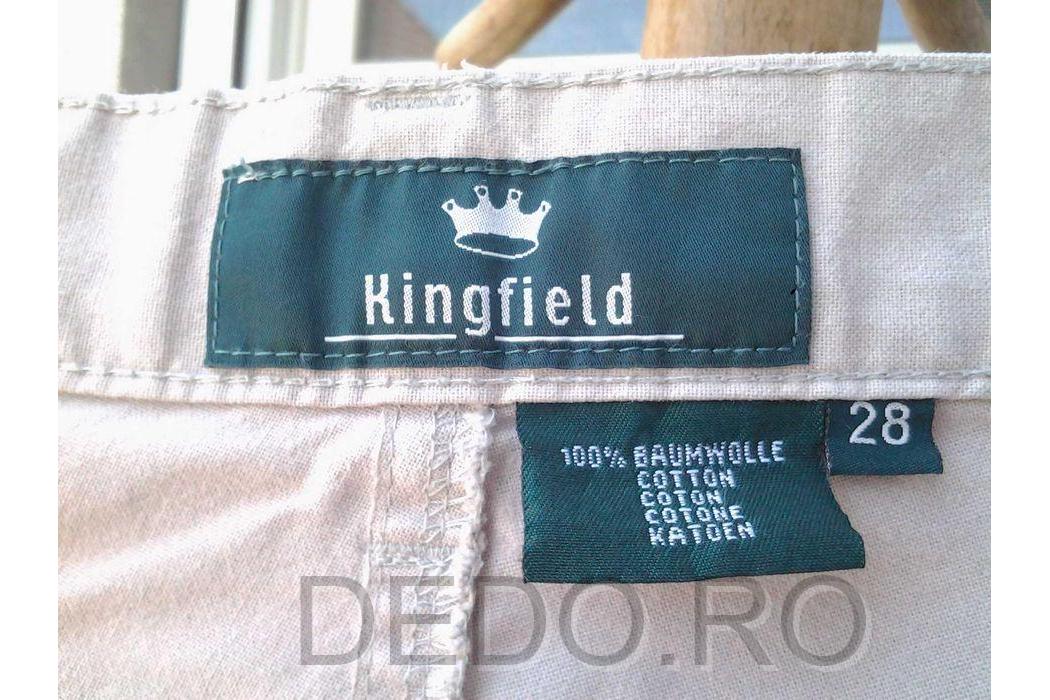 Kingfield
28
100% BAUMWOLLE
COTTON
COTON
COTONE
KATOEN
DEDO.RO